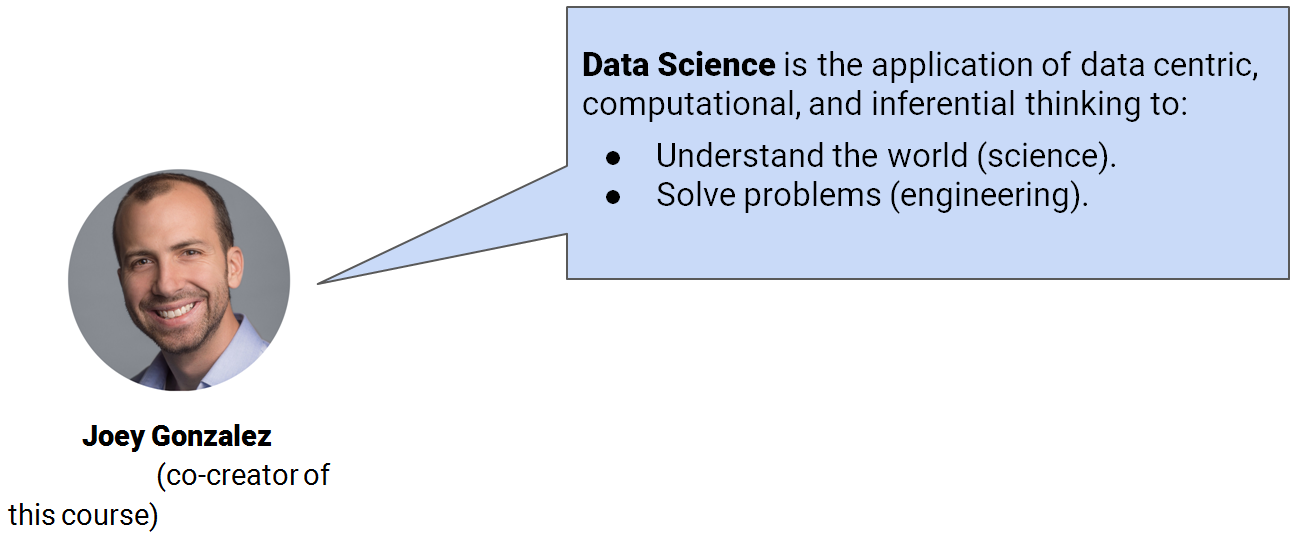 Data Science is the application of data centric,
computational, and inferential thinking to:
● Understand the world (science).
● Solve problems (engineering).
Joey Gonzalez
(co-creator of
this course)